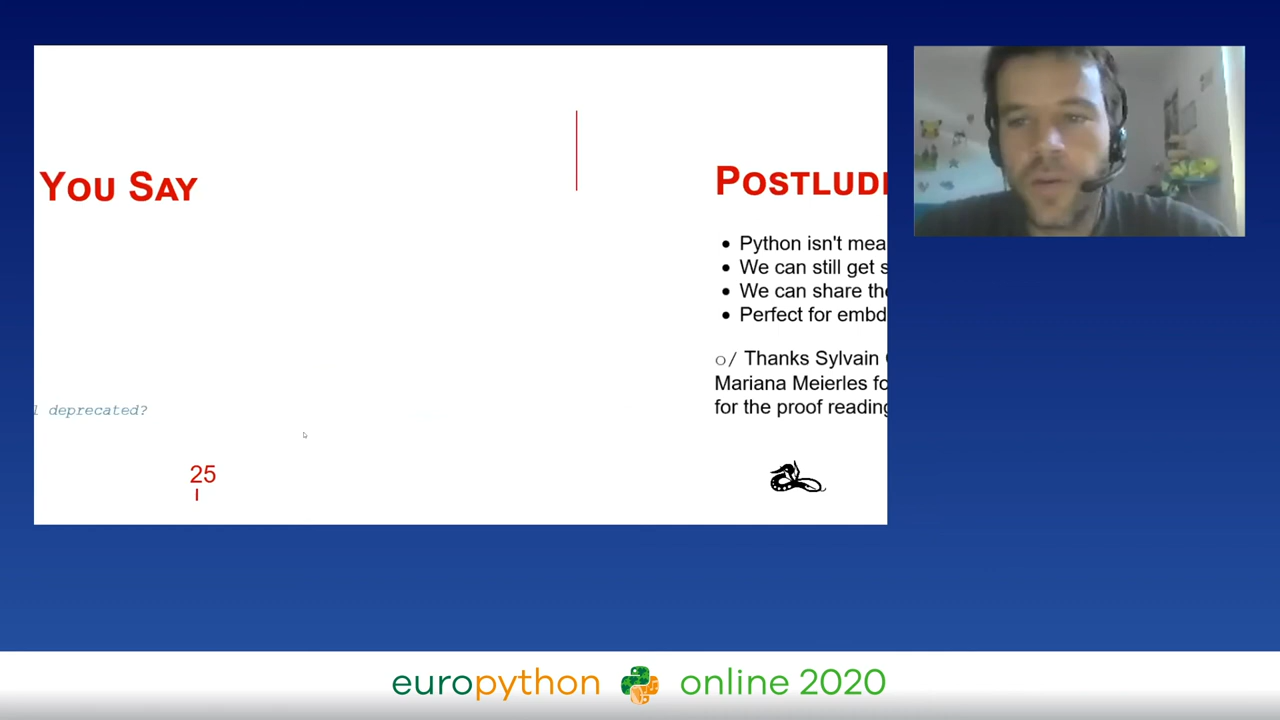 You Say
l deprecated?
25
Postlud
Python isn't mea
We can still get s
We can share the
Perfect for embd
o/ Thanks Sylvain
Mariana Meierles fo
for the proof reading
europython online 2020